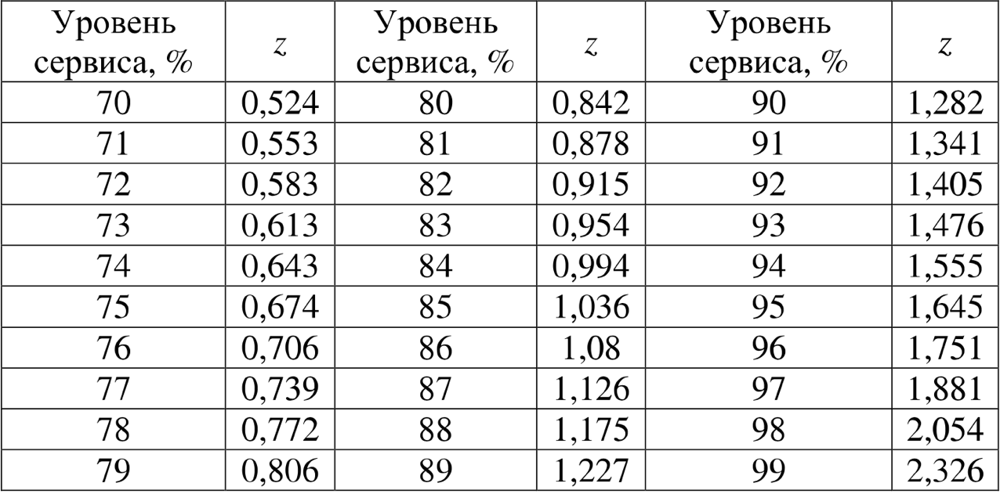 Уровень сервиса, % z Уровень сервиса, % z Уровень сервиса, % z
70 0,524 80 0,842 90 1,282
71 0,553 81 0,878 91 1,341
72 0,583 82 0,915 92 1,405
73 0,613 83 0,954 93 1,476
74 0,643 84 0,994 94 1,555
75 0,674 85 1,036 95 1,645
76 0,706 86 1,08 96 1,751
77 0,739 87 1,126 97 1,881
78 0,772 88 1,175 98 2,054
79 0,806 89 1,227 99 2,326